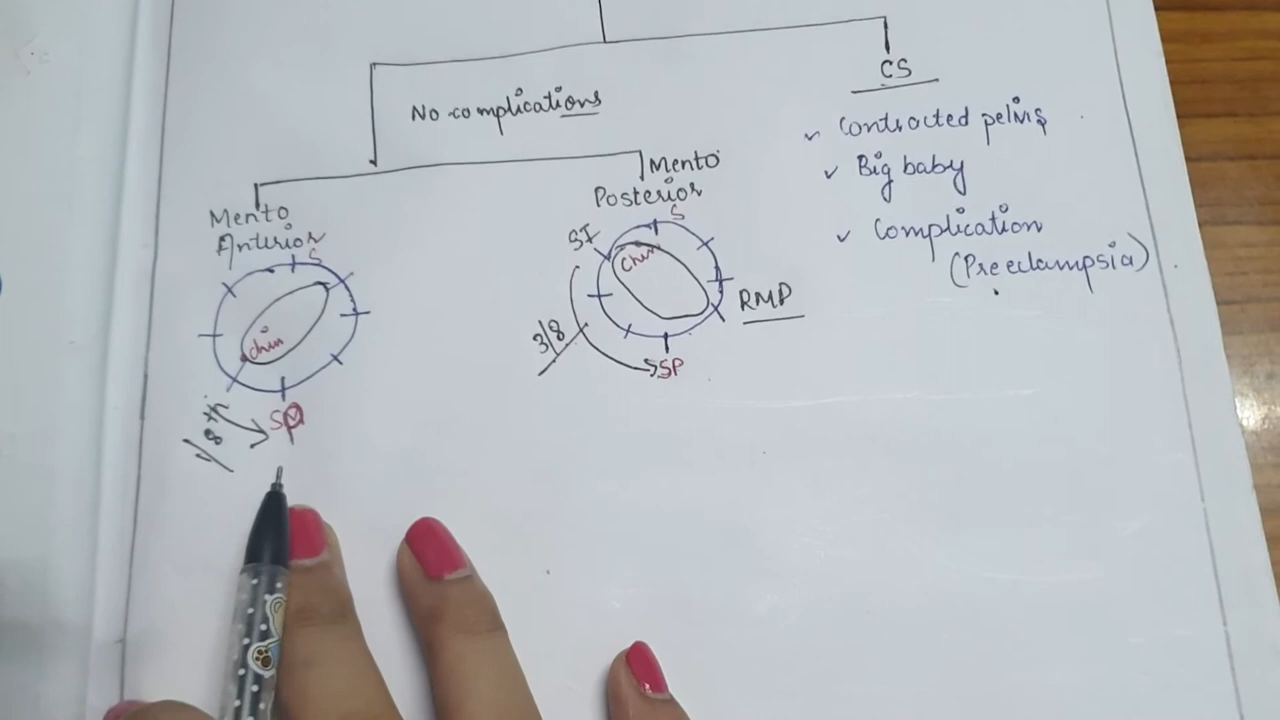 CS
No complications
contracted pelvis
Big baby
Complication
(Preeclampsia)
Mento
Anterior
S
chin
1/8th
SP
Mento
Posterior
S
SI
chin
RMP
3/8
SP